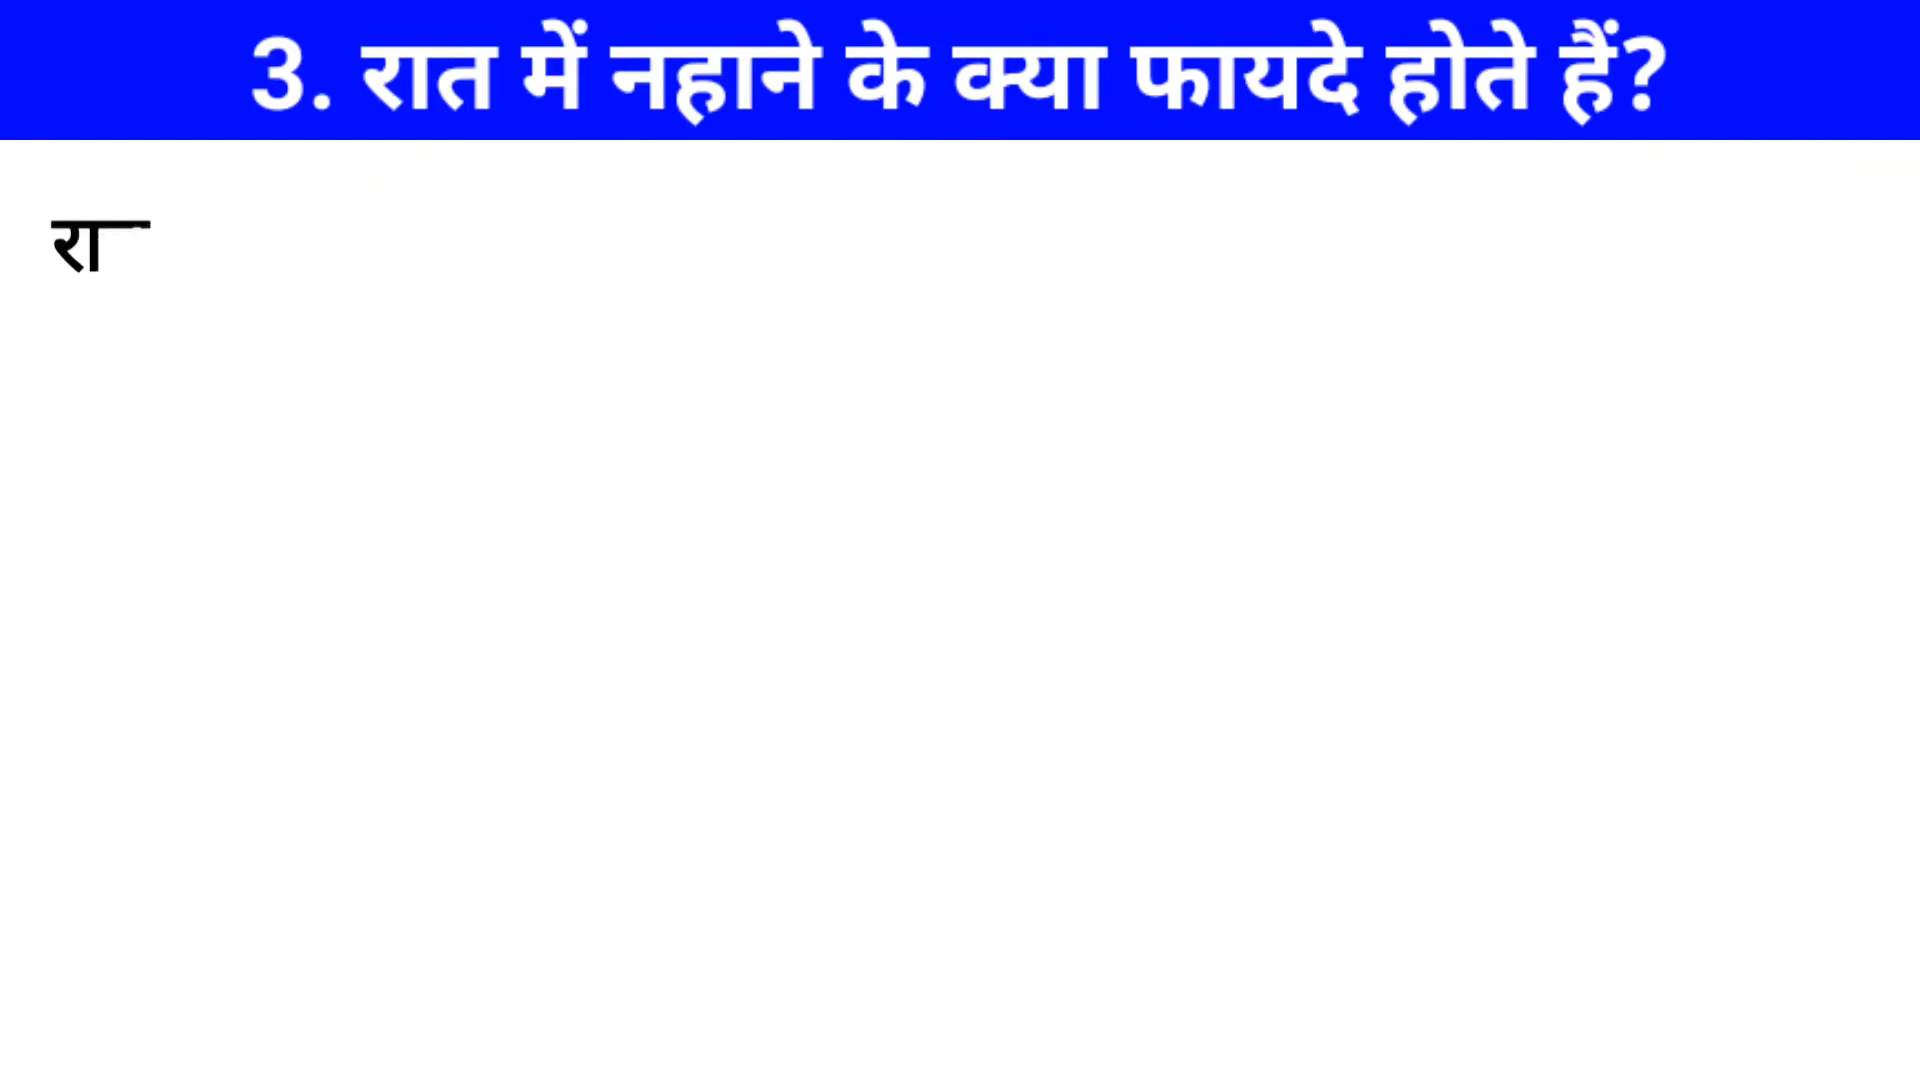 3. रात में नहाने के क्या फायदे होते हैं?
रा